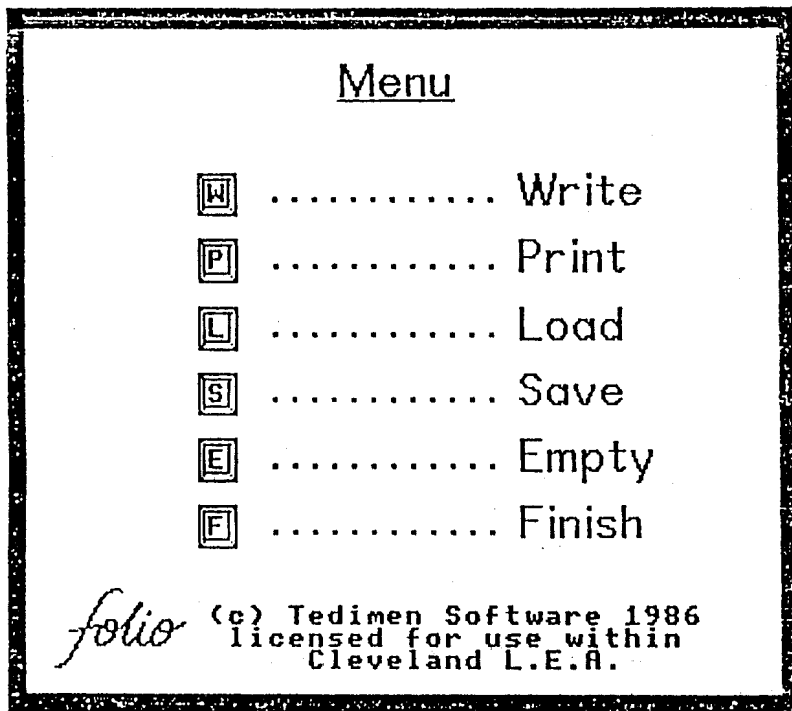 Menu
W ............ Write
P ............ Print
L ............ Load
S ............ Save
E ............ Empty
F ............ Finish
folio (c) Tedimen Software 1986
licensed for use within
Cleveland L.E.A.